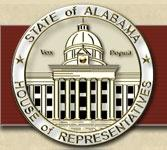 STATE of ALABAMA
Vox Populi
HOUSE of REPRESENTATIVES